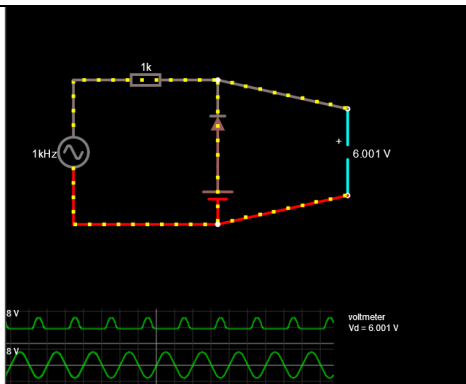 1k
1kHz
+
6.001 V
8 V
voltmeter
Vd = 6.001 V
8 V